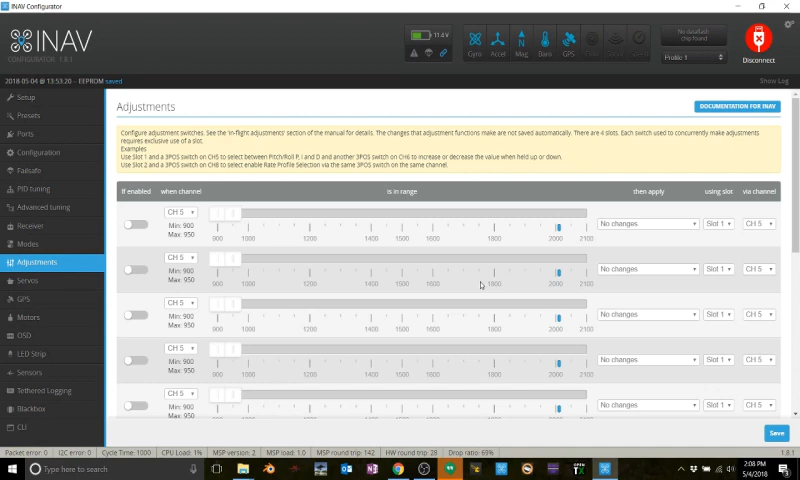 INAV Configurator
INAV
CONFIGURATOR 1.8.1
11.4 V
Gyro
Accel
Mag
Baro
GPS
No dataflash
chip found
Profile 1
Disconnect
2018-05-04 @ 13:53.20 - EEPROM saved
Show Log
Setup
Presets
Ports
Configuration
Failsafe
PID tuning
Advanced tuning
Receiver
Modes
Adjustments
Servos
GPS
Motors
OSD
LED Strip
Sensors
Tethered Logging
Blackbox
CLI
Adjustments
DOCUMENTATION FOR INAV
Configure adjustment switches. See the 'in-flight adjustments' section of the manual for details. The changes that adjustment functions make are not saved automatically. There are 4 slots. Each switch used to concurrently make adjustments
requires exclusive use of a slot.
Examples
Use Slot 1 and a 3POS switch on CH5 to select between Pitch/Roll P, I and D and another 3POS switch on CH6 to increase or decrease the value when held up or down.
Use Slot 2 and a 3POS switch on CH8 to select enable Rate Profile Selection via the same 3POS switch on the same channel.
If enabled when channel is in range then apply using slot via channel
CH 5
Min: 900
Max: 950
900 1000 1200 1400 1500 1600 1800 2000 2100
No changes Slot 1 CH 5
CH 5
Min: 900
Max: 950
900 1000 1200 1400 1500 1600 1800 2000 2100
No changes Slot 1 CH 5
CH 5
Min: 900
Max: 950
900 1000 1200 1400 1500 1600 1800 2000 2100
No changes Slot 1 CH 5
CH 5
Min: 900
Max: 950
900 1000 1200 1400 1500 1600 1800 2000 2100
No changes Slot 1 CH 5
CH 5
Min: 900
No changes Slot 1 CH 5
Save
Packet error: 0 I2C error: 0 Cycle Time: 1000 CPU Load: 1% MSP version: 2 MSP load: 1.0 MSP round trip: 142 HW round trip: 28 Drop ratio: 69% 1.8.1
Type here to search
2:08 PM
5/4/2018